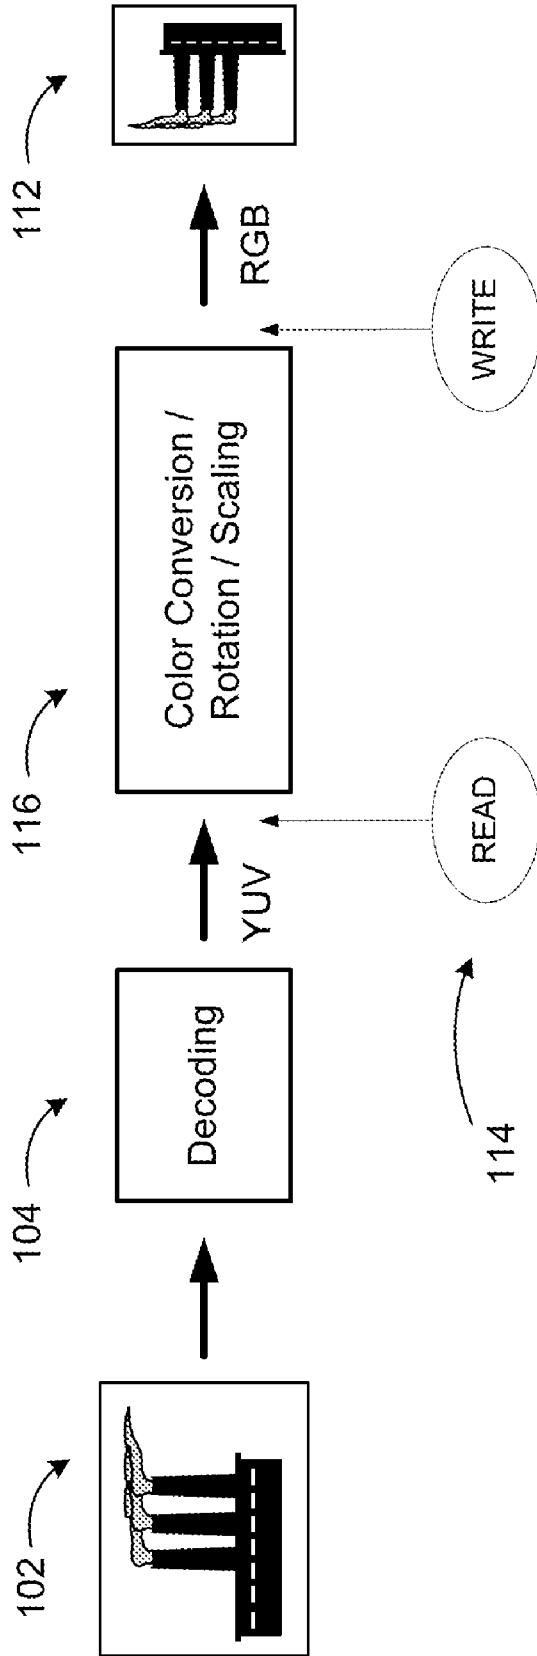 102
104
116
112
Decoding
YUV
Color Conversion /
Rotation / Scaling
RGB
114
READ
WRITE